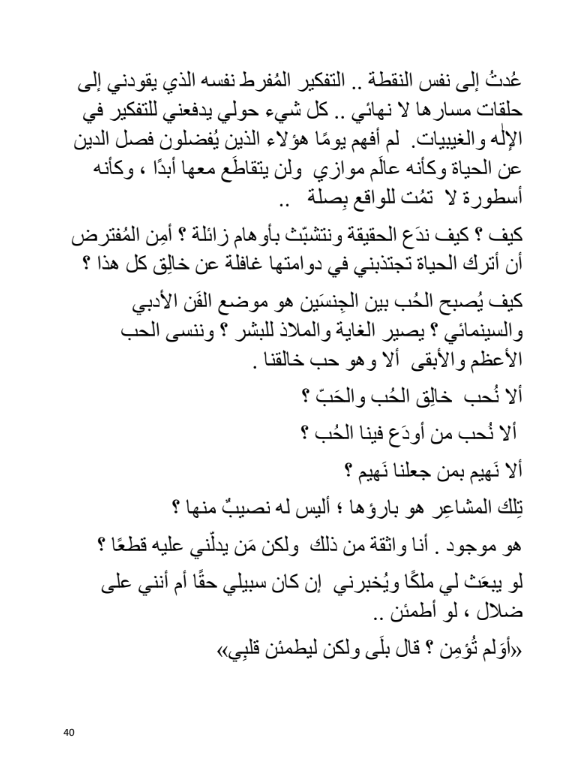 عُدتُ إلى نفس النقطة .. التفكير المُفرط نفسه الذي يقودني إلى
حلقات مسارها لا نهائي .. كل شيء حولي يدفعني للتفكير في
الإله والغيبيات. لم أفهم يومًا هؤلاء الذين يُفضلون فصل الدين
عن الحياة وكأنه عالَم موازي ولن يتقاطَع معها أبدًا ، وكأنه
أسطورة لا تمُت للواقع بِصلة ..
كيف ؟ كيف ندَع الحقيقة ونتشبّث بأوهام زائلة ؟ أمِن المُفترض
أن أترك الحياة تجتذبني في دوامتها غافلة عن خالِق كل هذا ؟
كيف يُصبح الحُب بين الجِنسَين هو موضع الفَن الأدبي
والسينمائي ؟ يصير الغاية والملاذ للبشر ؟ وننسى الحب
الأعظم والأبقى ألا وهو حب خالقنا .
ألا نُحب خالِق الحُب والحَبّ ؟
ألا نُحب من أودَع فينا الحُب ؟
ألا نَهيم بمن جعلنا نَهيم ؟
تِلك المشاعِر هو بارؤها ؛ أليس له نصيبٌ منها ؟
هو موجود . أنا واثقة من ذلك ولكن مَن يدلّني عليه قطعًا ؟
لو يبعَث لي ملكًا ويُخبرني إن كان سبيلي حقًا أم أنني على
ضلال ، لو أطمئن ..
«أوَلم تُؤمِن ؟ قال بلَى ولكن ليطمئن قلبِي»
40